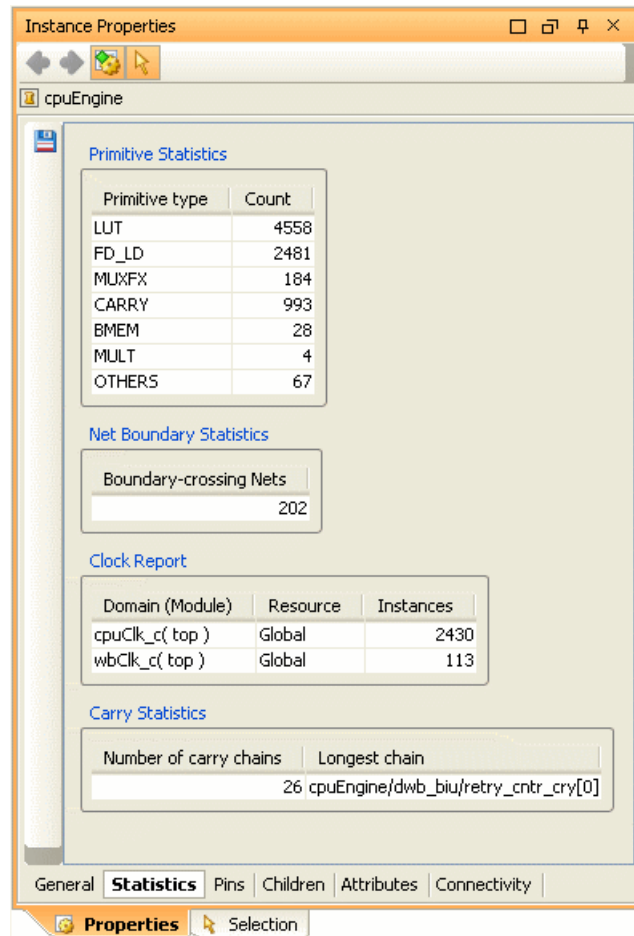 Instance Properties
cpuEngine
Primitive Statistics
Primitive type Count
LUT 4558
FD_LD 2481
MUXFX 184
CARRY 993
BMEM 28
MULT 4
OTHERS 67
Net Boundary Statistics
Boundary-crossing Nets
202
Clock Report
Domain (Module) Resource Instances
cpuClk_c( top ) Global 2430
wbClk_c( top ) Global 113
Carry Statistics
Number of carry chains Longest chain
26 cpuEngine/dwb_biu/retry_cntr_cry[0]
General Statistics Pins Children Attributes Connectivity
Properties Selection